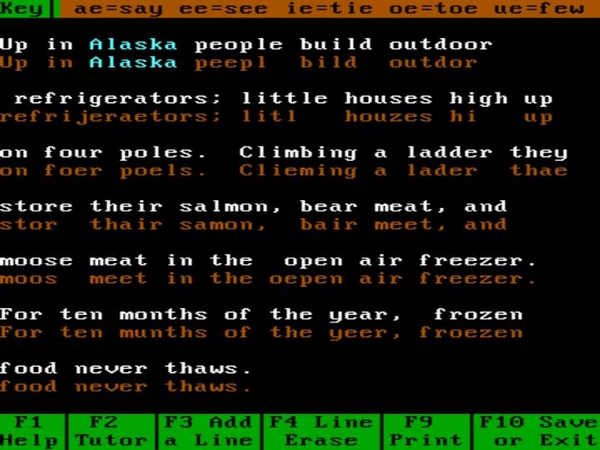 Key ae=say ee=see ie=tie oe=toe ue=few
Up in Alaska people build outdoor
Up in Alaska peepl bild outdor
refrigerators; little houses high up
refrijeraetors; litl houzes hi up
on four poles. Climbing a ladder they
on foer poels. Clieming a lader thae
store their salmon, bear meat, and
stor thair samon, bair meet, and
moose meat in the open air freezer.
moos meet in the oepen air freezer.
For ten months of the year, frozen
For ten munths of the yeer, froezen
food never thaws.
food never thaws.
F1 F2 F3 Add F4 Line F9 F10 Save
Help Tutor a Line Erase Print or Exit